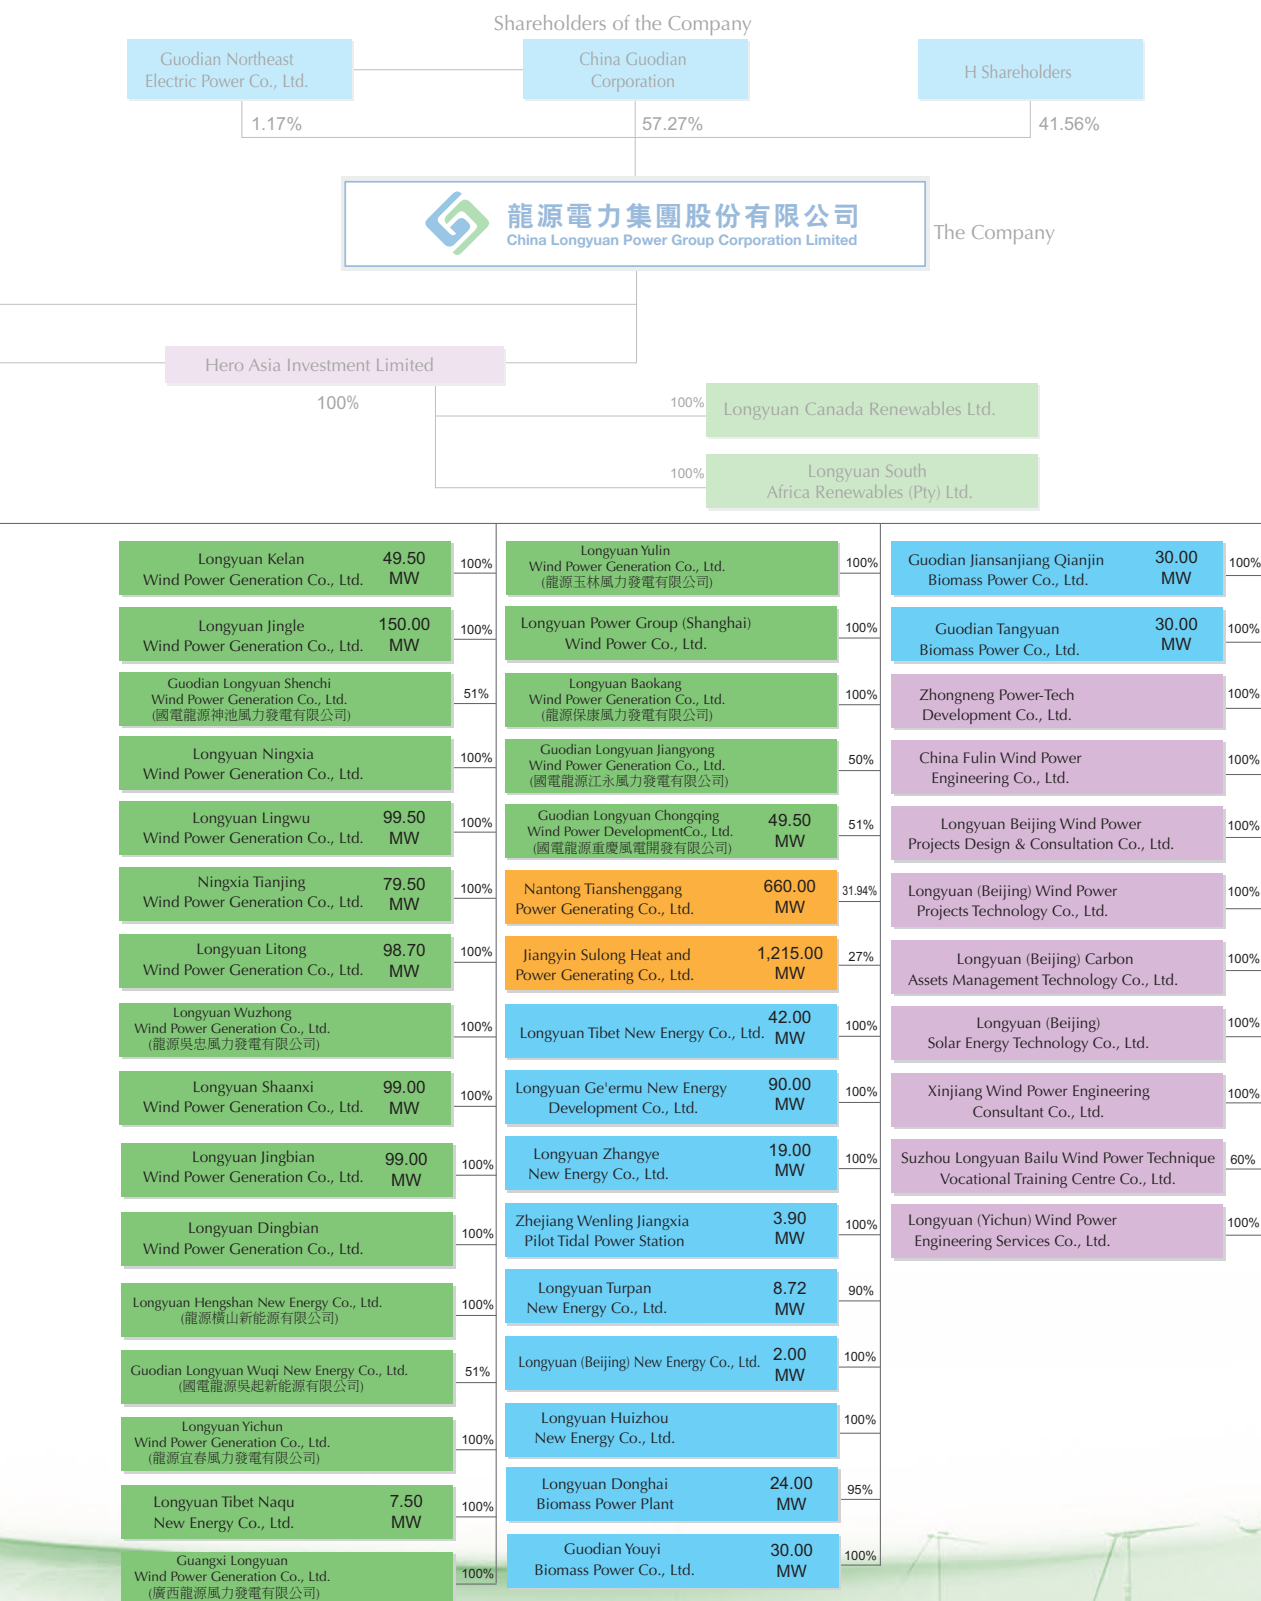 Shareholders of the Company
Guodian Northeast
Electric Power Co., Ltd.
China Guodian
Corporation
H Shareholders
1.17%
57.27%
41.56%
龍源電力集團股份有限公司
China Longyuan Power Group Corporation Limited
The Company
Hero Asia Investment Limited
100%
100%
Longyuan Canada Renewables Ltd.
100%
Longyuan South
Africa Renewables (Pty) Ltd.
Longyuan Kelan
Wind Power Generation Co., Ltd.
49.50
MW
100%
Longyuan Jingle
Wind Power Generation Co., Ltd.
150.00
MW
100%
Guodian Longyuan Shenchi
Wind Power Generation Co., Ltd.
(國電龍源神池風力發電有限公司)
51%
Longyuan Ningxia
Wind Power Generation Co., Ltd.
100%
Longyuan Lingwu
Wind Power Generation Co., Ltd.
99.50
MW
100%
Ningxia Tianjing
Wind Power Generation Co., Ltd.
79.50
MW
100%
Longyuan Litong
Wind Power Generation Co., Ltd.
98.70
MW
100%
Longyuan Wuzhong
Wind Power Generation Co., Ltd.
(龍源吳忠風力發電有限公司)
100%
Longyuan Shaanxi
Wind Power Generation Co., Ltd.
99.00
MW
100%
Longyuan Jingbian
Wind Power Generation Co., Ltd.
99.00
MW
100%
Longyuan Dingbian
Wind Power Generation Co., Ltd.
100%
Longyuan Hengshan New Energy Co., Ltd.
(龍源橫山新能源有限公司)
100%
Guodian Longyuan Wuqi New Energy Co., Ltd.
(國電龍源吳起新能源有限公司)
51%
Longyuan Yichun
Wind Power Generation Co., Ltd.
(龍源宜春風力發電有限公司)
100%
Longyuan Tibet Naqu
New Energy Co., Ltd.
7.50
MW
100%
Guangxi Longyuan
Wind Power Generation Co., Ltd.
(廣西龍源風力發電有限公司)
100%
Longyuan Yulin
Wind Power Generation Co., Ltd.
(龍源玉林風力發電有限公司)
100%
Longyuan Power Group (Shanghai)
Wind Power Co., Ltd.
100%
Longyuan Baokang
Wind Power Generation Co., Ltd.
(龍源保康風力發電有限公司)
100%
Guodian Longyuan Jiangyong
Wind Power Generation Co., Ltd.
(國電龍源江永風力發電有限公司)
50%
Guodian Longyuan Chongqing
Wind Power DevelopmentCo., Ltd.
(國電龍源重慶風電開發有限公司)
49.50
MW
51%
Nantong Tianshenggang
Power Generating Co., Ltd.
660.00
MW
31.94%
Jiangyin Sulong Heat and
Power Generating Co., Ltd.
1,215.00
MW
27%
Longyuan Tibet New Energy Co., Ltd.
42.00
MW
100%
Longyuan Ge'ermu New Energy
Development Co., Ltd.
90.00
MW
100%
Longyuan Zhangye
New Energy Co., Ltd.
19.00
MW
100%
Zhejiang Wenling Jiangxia
Pilot Tidal Power Station
3.90
MW
100%
Longyuan Turpan
New Energy Co., Ltd.
8.72
MW
90%
Longyuan (Beijing) New Energy Co., Ltd.
2.00
MW
100%
Longyuan Huizhou
New Energy Co., Ltd.
100%
Longyuan Donghai
Biomass Power Plant
24.00
MW
95%
Guodian Youyi
Biomass Power Co., Ltd.
30.00
MW
100%
Guodian Jiansanjiang Qianjin
Biomass Power Co., Ltd.
30.00
MW
100%
Guodian Tangyuan
Biomass Power Co., Ltd.
30.00
MW
100%
Zhongneng Power-Tech
Development Co., Ltd.
100%
China Fulin Wind Power
Engineering Co., Ltd.
100%
Longyuan Beijing Wind Power
Projects Design & Consultation Co., Ltd.
100%
Longyuan (Beijing) Wind Power
Projects Technology Co., Ltd.
100%
Longyuan (Beijing) Carbon
Assets Management Technology Co., Ltd.
100%
Longyuan (Beijing)
Solar Energy Technology Co., Ltd.
100%
Xinjiang Wind Power Engineering
Consultant Co., Ltd.
100%
Suzhou Longyuan Bailu Wind Power Technique
Vocational Training Centre Co., Ltd.
60%
Longyuan (Yichun) Wind Power
Engineering Services Co., Ltd.
100%